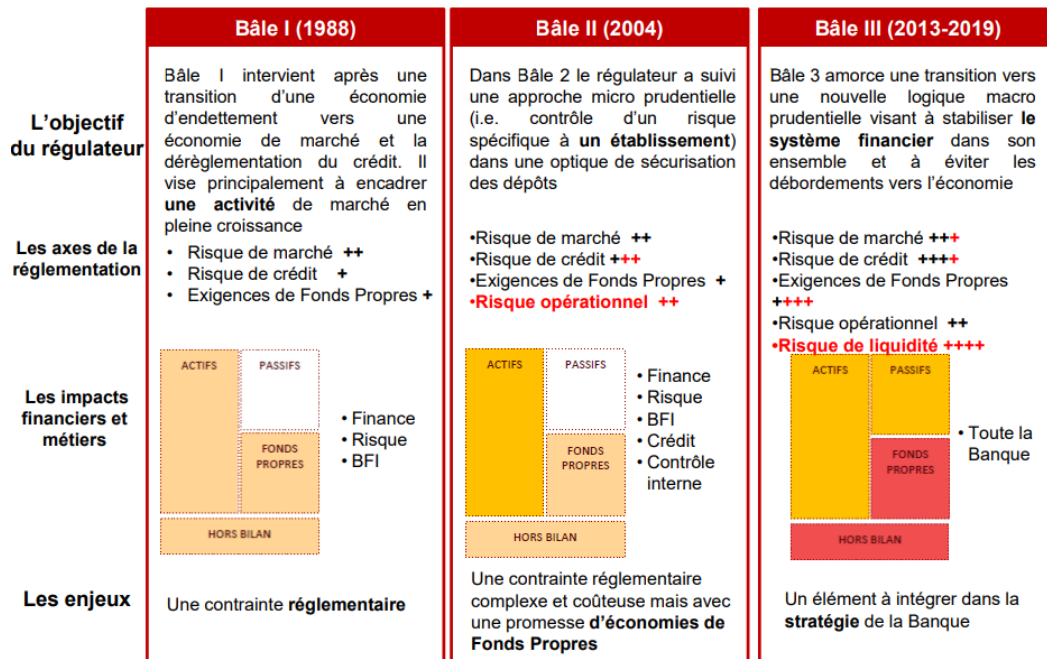 Bâle I (1988)
Bâle II (2004)
Bâle III (2013-2019)
L'objectif
du régulateur
Bâle I intervient après une
transition d'une économie
d'endettement vers une
économie de marché et la
dérèglementation du crédit. Il
vise principalement à encadrer
une activité de marché en
pleine croissance
Dans Bâle 2 le régulateur a suivi
une approche micro prudentielle
(i.e. contrôle d'un risque
spécifique à un établissement)
dans une optique de sécurisation
des dépôts
Bâle 3 amorce une transition vers
une nouvelle logique macro
prudentielle visant à stabiliser le
système financier dans son
ensemble et à éviter les
débordements vers l'économie
Les axes de la
réglementation
• Risque de marché ++
• Risque de crédit +
• Exigences de Fonds Propres +
•Risque de marché ++
•Risque de crédit +++
•Exigences de Fonds Propres +
•Risque opérationnel ++
•Risque de marché +++
•Risque de crédit ++++
•Exigences de Fonds Propres
++++
•Risque opérationnel ++
•Risque de liquidité ++++
Les impacts
financiers et
métiers
ACTIFS
PASSIFS
FONDS
PROPRES
HORS BILAN
• Finance
• Risque
• BFI
ACTIFS
PASSIFS
FONDS
PROPRES
HORS BILAN
• Finance
• Risque
• BFI
• Crédit
• Contrôle
interne
ACTIFS
PASSIFS
FONDS
PROPRES
HORS BILAN
• Toute la
Banque
Les enjeux
Une contrainte réglementaire
Une contrainte réglementaire
complexe et coûteuse mais avec
une promesse d'économies de
Fonds Propres
Un élément à intégrer dans la
stratégie de la Banque